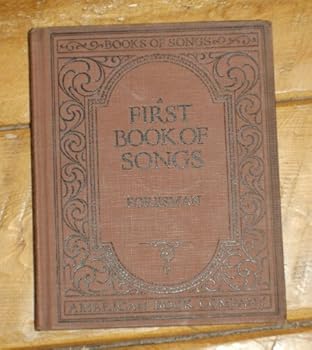 BOOKS OF SONGS
A
FIRST
BOOK OF
SONGS
FORESMAN
AMERICAN BOOK COMPANY